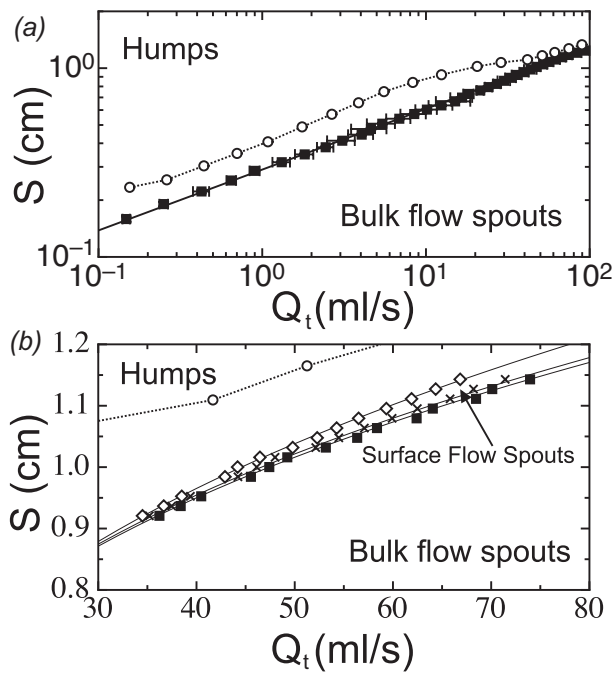 (a)
Humps
10⁰
S (cm)
Bulk flow spouts
10⁻¹
10⁻¹ 10⁰ 10¹ 10²
Qₜ(ml/s)
(b)
1.2
Humps
1.1
Surface Flow Spouts
1.0
S (cm)
0.9
Bulk flow spouts
0.8
30 40 50 60 70 80
Qₜ(ml/s)